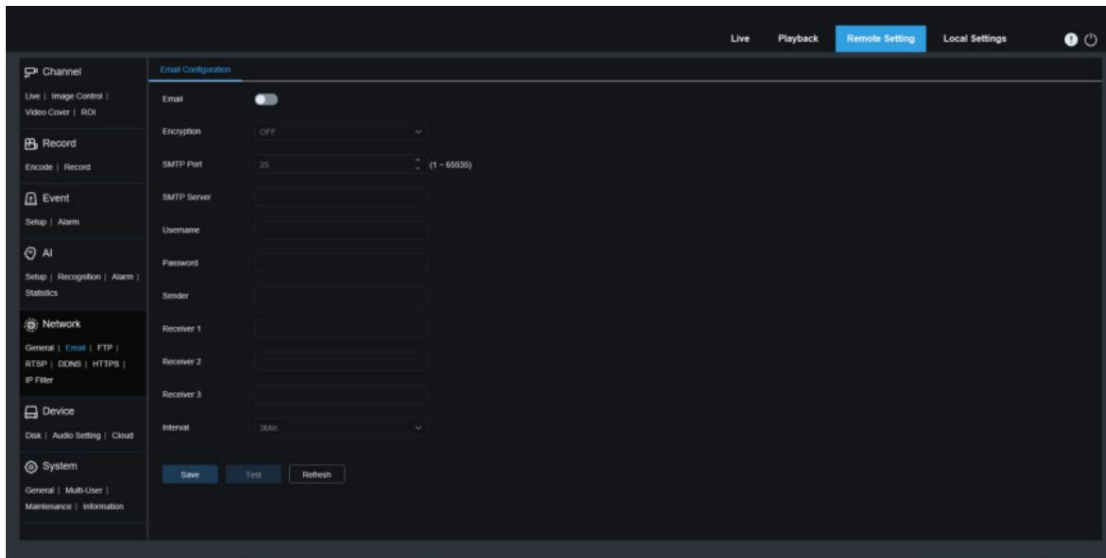 Live Playback Remote Setting Local Settings
Channel
Live | Image Control |
Video Cover | ROI
Record
Encode | Record
Event
Setup | Alarm
AI
Setup | Recognition | Alarm |
Statistics
Network
General | Email | FTP |
RTSP | DDNS | HTTPS |
IP Filter
Device
Disk | Audio Setting | Cloud
System
General | Multi-User |
Maintenance | Information
Email Configuration
Email
Encryption OFF
SMTP Port 25 (1 ~ 65535)
SMTP Server
Username
Password
Sender
Receiver 1
Receiver 2
Receiver 3
Interval 3Min
Save Test Refresh